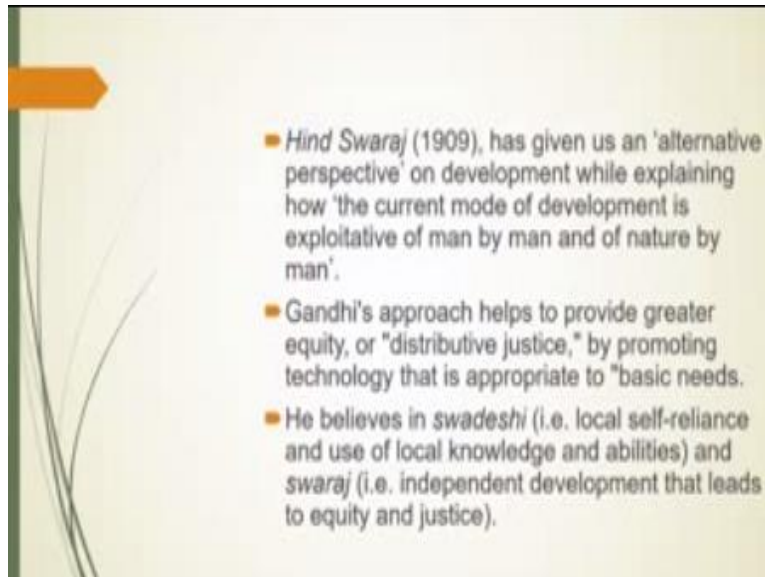 Hind Swaraj (1909), has given us an 'alternative
perspective' on development while explaining
how 'the current mode of development is
exploitative of man by man and of nature by
man'.
Gandhi's approach helps to provide greater
equity, or "distributive justice," by promoting
technology that is appropriate to "basic needs.
He believes in swadeshi (i.e. local self-reliance
and use of local knowledge and abilities) and
swaraj (i.e. independent development that leads
to equity and justice).